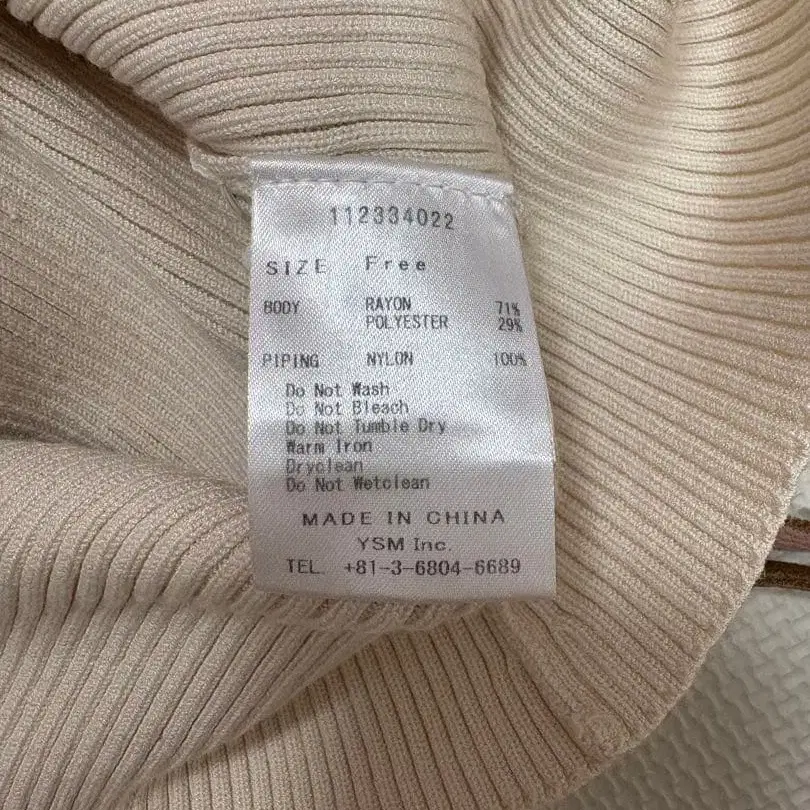 112334022
SIZE Free
BODY RAYON 71%
POLYESTER 29%
PIPING NYLON 100%
Do Not Wash
Do Not Bleach
Do Not Tumble Dry
Warm Iron
Dryclean
Do Not Wetclean
MADE IN CHINA
YSM Inc.
TEL. +81-3-6804-6689